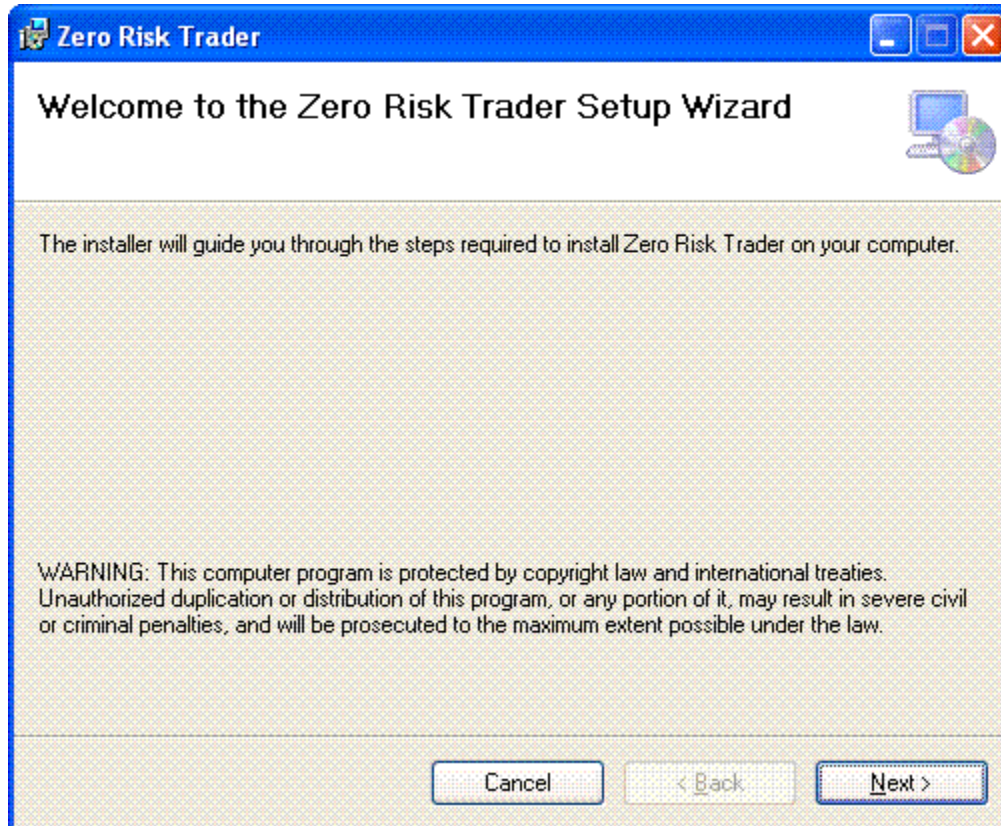 Zero Risk Trader
Welcome to the Zero Risk Trader Setup Wizard
The installer will guide you through the steps required to install Zero Risk Trader on your computer.
WARNING: This computer program is protected by copyright law and international treaties.
Unauthorized duplication or distribution of this program, or any portion of it, may result in severe civil
or criminal penalties, and will be prosecuted to the maximum extent possible under the law.
Cancel
< Back
Next >